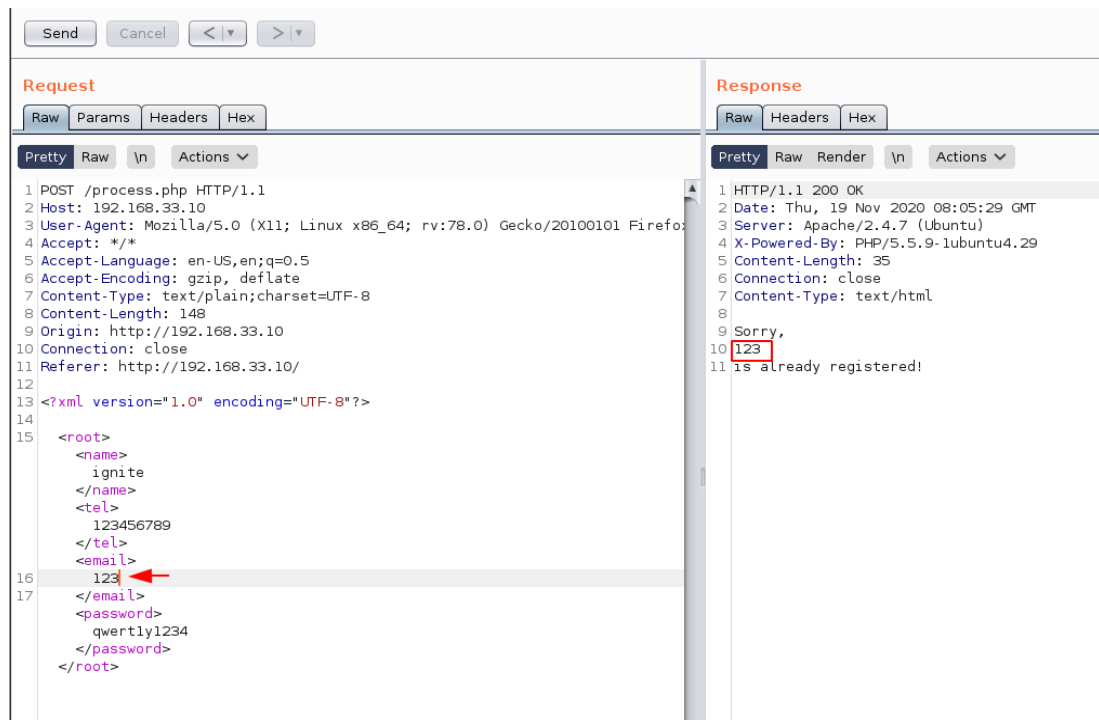 Send Cancel < >
Request
Raw Params Headers Hex
Pretty Raw \n Actions
1 POST /process.php HTTP/1.1
2 Host: 192.168.33.10
3 User-Agent: Mozilla/5.0 (X11; Linux x86_64; rv:78.0) Gecko/20100101 Firefo
4 Accept: */*
5 Accept-Language: en-US,en;q=0.5
6 Accept-Encoding: gzip, deflate
7 Content-Type: text/plain;charset=UTF-8
8 Content-Length: 148
9 Origin: http://192.168.33.10
10 Connection: close
11 Referer: http://192.168.33.10/
12
13 <?xml version="1.0" encoding="UTF-8"?>
14
15 <root>
<name>
ignite
</name>
<tel>
123456789
</tel>
<email>
16 123
17 </email>
<password>
qwert1y1234
</password>
</root>
Response
Raw Headers Hex
Pretty Raw Render \n Actions
1 HTTP/1.1 200 OK
2 Date: Thu, 19 Nov 2020 08:05:29 GMT
3 Server: Apache/2.4.7 (Ubuntu)
4 X-Powered-By: PHP/5.5.9-1ubuntu4.29
5 Content-Length: 35
6 Connection: close
7 Content-Type: text/html
8
9 Sorry,
10 123
11 is already registered!